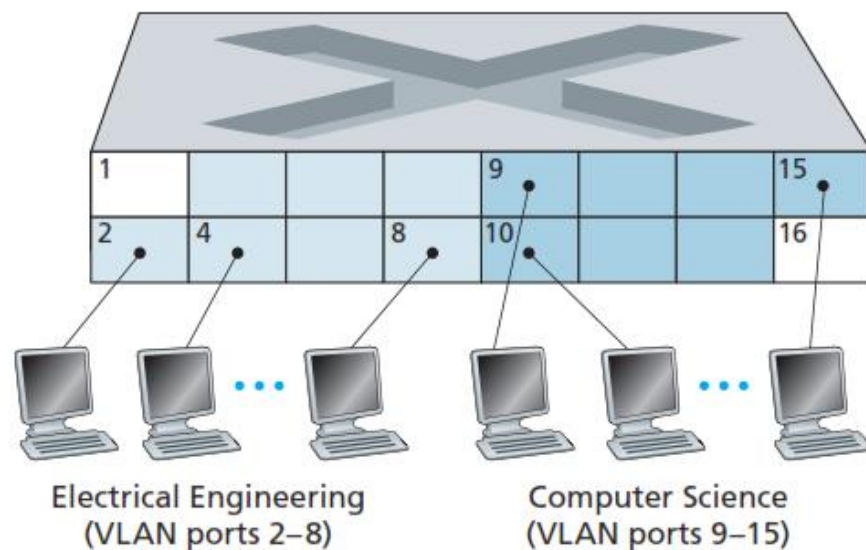 1 9 15
2 4 8 10 16
Electrical Engineering
(VLAN ports 2–8)
Computer Science
(VLAN ports 9–15)